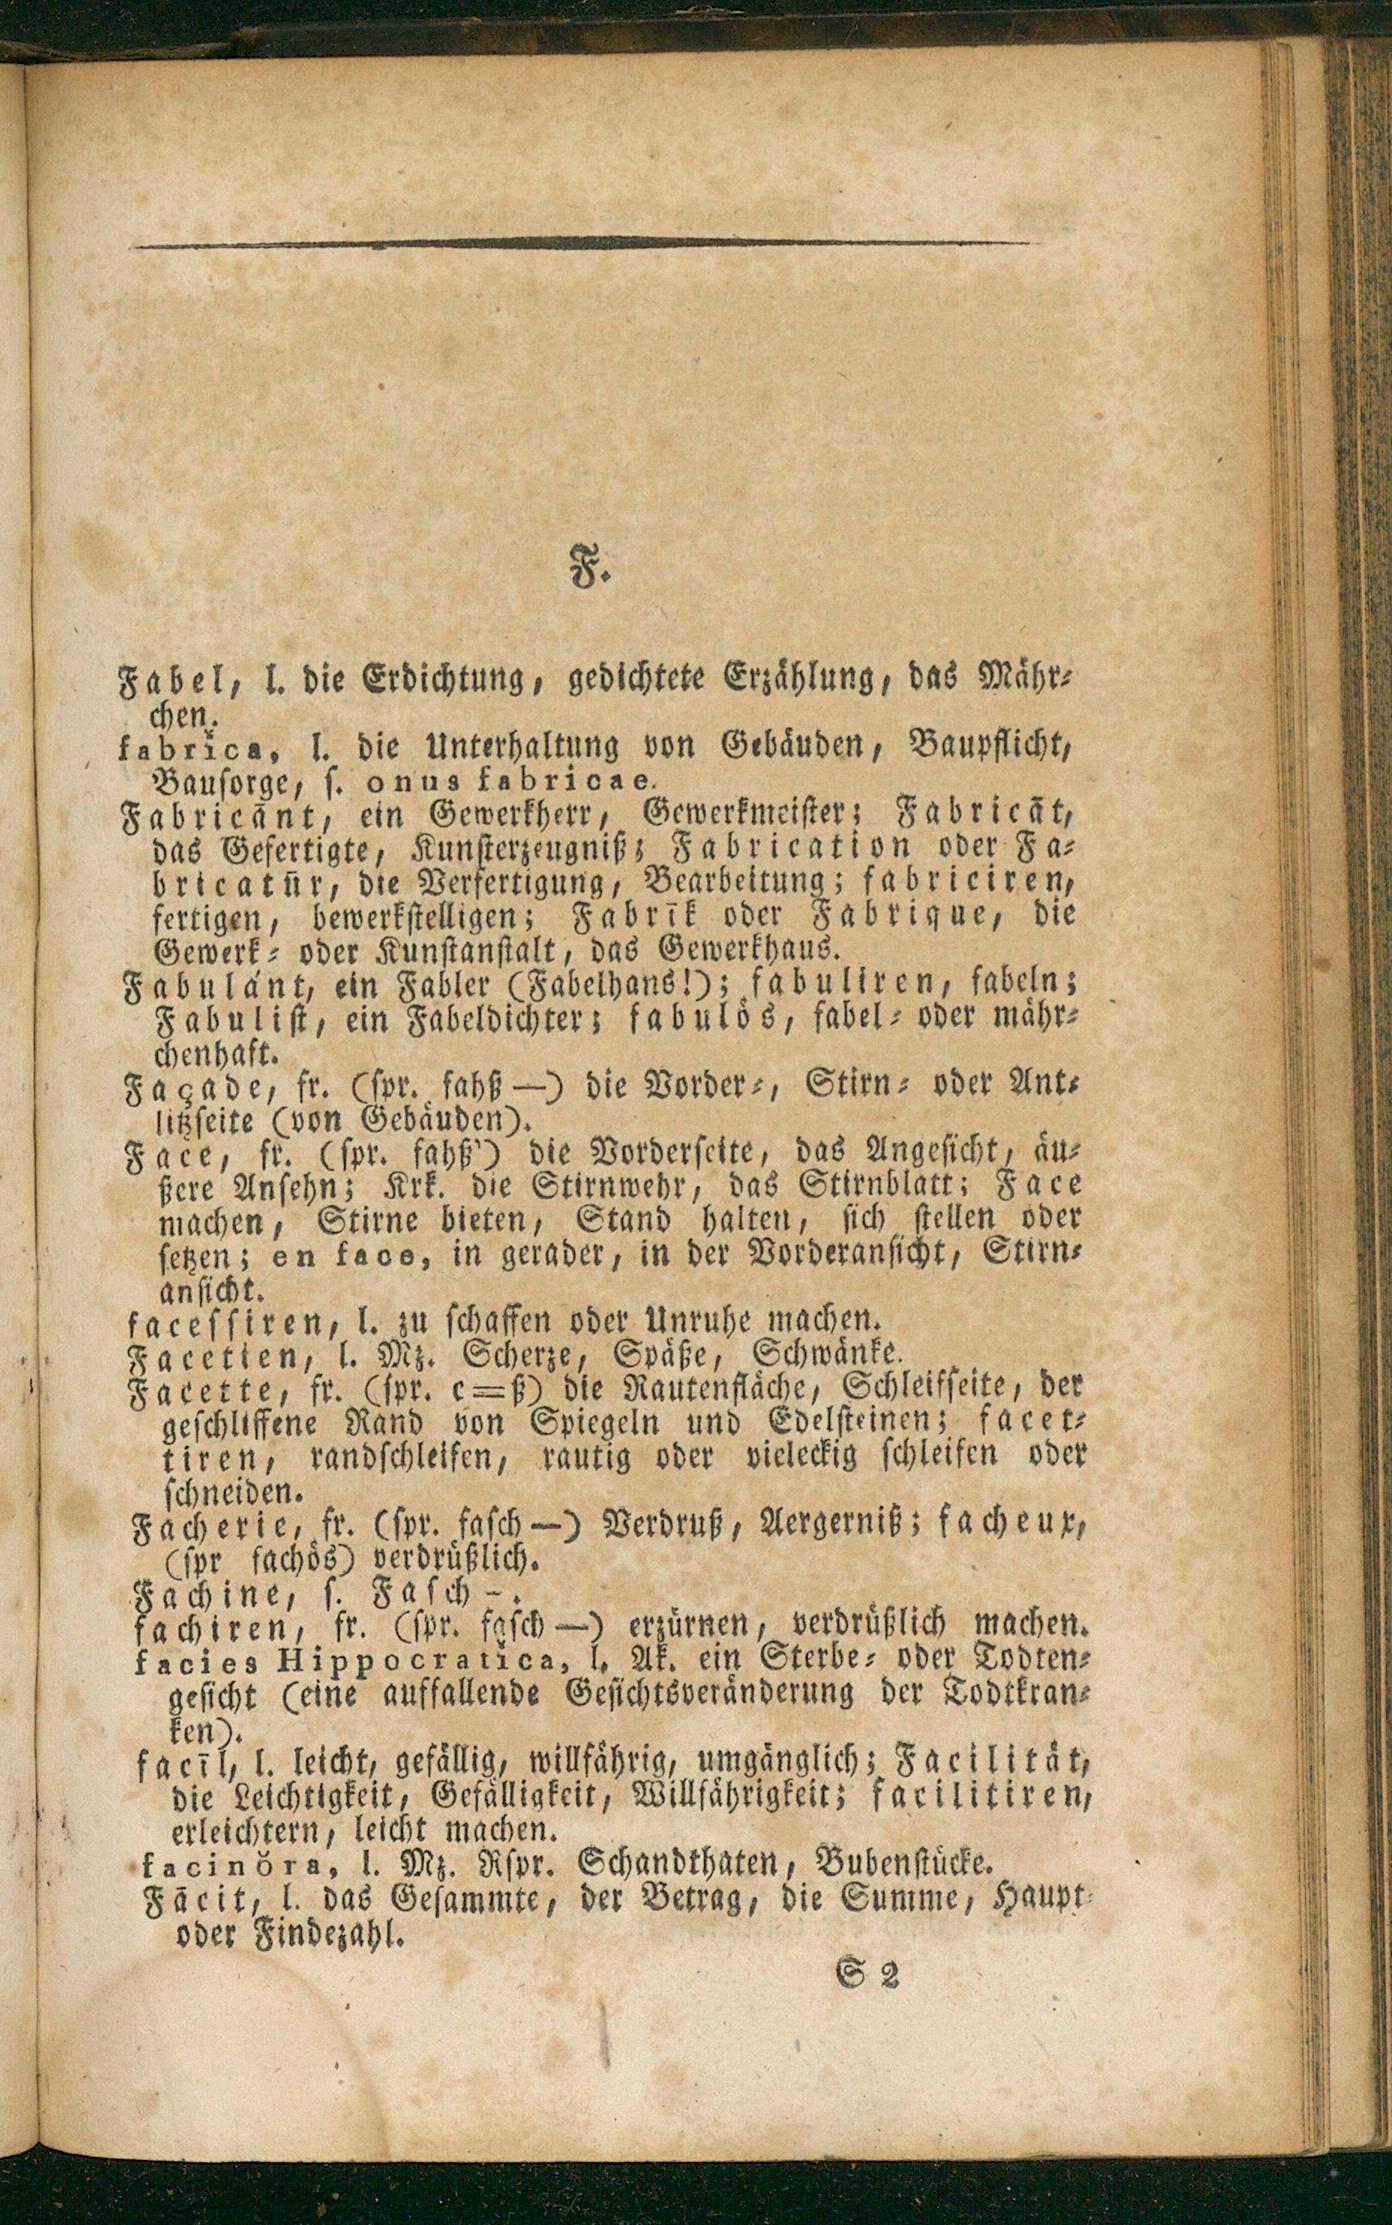 F.
Fabel, l. die Erdichtung, gedichtete Erzählung, das Mähr-
chen.
fabrĭca, l. die Unterhaltung von Gebäuden, Baupflicht,
Bausorge, s. onus fabricae.
Fabricānt, ein Gewerkherr, Gewerkmeister; Fabricāt,
das Gefertigte, Kunsterzeugniß; Fabrication oder Fa-
bricatūr, die Verfertigung, Bearbeitung; fabriciren,
fertigen, bewerkstelligen; Fabrīk oder Fabrique, die
Gewerk- oder Kunstanstalt, das Gewerkhaus.
Fabulánt, ein Fabler (Fabelhans!); fabuliren, fabeln;
Fabulist, ein Fabeldichter; fabulös, fabel- oder mähr-
chenhaft.
Façade, fr. (spr. fahß—) die Vorder-, Stirn- oder Ant-
litzseite (von Gebäuden).
Face, fr. (spr. fahß') die Vorderseite, das Angesicht, äu-
ßere Ansehn; Krk. die Stirnwehr, das Stirnblatt; Face
machen, Stirne bieten, Stand halten, sich stellen oder
setzen; en face, in gerader, in der Vorderansicht, Stirn-
ansicht.
facessiren, l. zu schaffen oder Unruhe machen.
Facetien, l. Mz. Scherze, Späße, Schwänke.
Facette, fr. (spr. c=ß) die Rautenfläche, Schleifseite, der
geschliffene Rand von Spiegeln und Edelsteinen; facet-
tiren, randschleifen, rautig oder vieleckig schleifen oder
schneiden.
Facherie, fr. (spr. fasch—) Verdruß, Aergerniß; facheux,
(spr fachös) verdrüßlich.
Fachine, s. Fasch-.
fachiren, fr. (spr. fasch—) erzürnen, verdrüßlich machen.
facies Hippocratĭca, l. Ak. ein Sterbe- oder Todten-
gesicht (eine auffallende Gesichtsveränderung der Todtkran-
ken).
facīl, l. leicht, gefällig, willfährig, umgänglich; Facilität,
die Leichtigkeit, Gefälligkeit, Willfährigkeit; facilitiren,
erleichtern, leicht machen.
facinŏra, l. Mz. Rspr. Schandthaten, Bubenstücke.
Fācit, l. das Gesammte, der Betrag, die Summe, Haupt-
oder Findezahl.
S 2